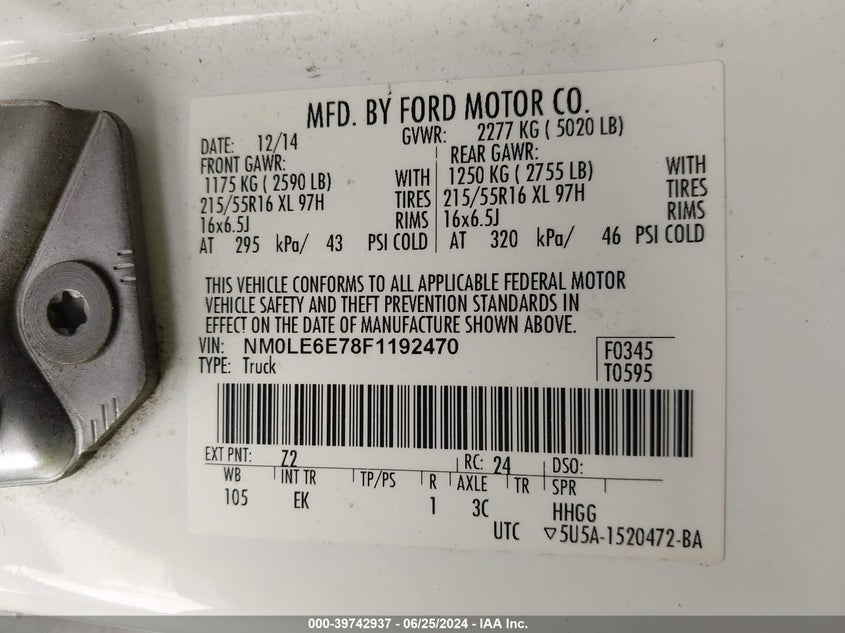 MFD. BY FORD MOTOR CO.
DATE: 12/14 GVWR: 2277 KG ( 5020 LB)
FRONT GAWR: REAR GAWR:
1175 KG ( 2590 LB) WITH 1250 KG ( 2755 LB) WITH
215/55R16 XL 97H TIRES 215/55R16 XL 97H TIRES
16x6.5J RIMS 16x6.5J RIMS
AT 295 kPa/ 43 PSI COLD AT 320 kPa/ 46 PSI COLD
THIS VEHICLE CONFORMS TO ALL APPLICABLE FEDERAL MOTOR
VEHICLE SAFETY AND THEFT PREVENTION STANDARDS IN
EFFECT ON THE DATE OF MANUFACTURE SHOWN ABOVE.
VIN: NM0LE6E78F1192470 F0345
TYPE: Truck T0595
EXT PNT: Z2 RC: 24 DSO:
WB INT TR TP/PS R AXLE TR SPR
105 EK 1 3C HHGG
UTC ▽5U5A-1520472-BA
000-39742937 - 06/25/2024 - IAA Inc.